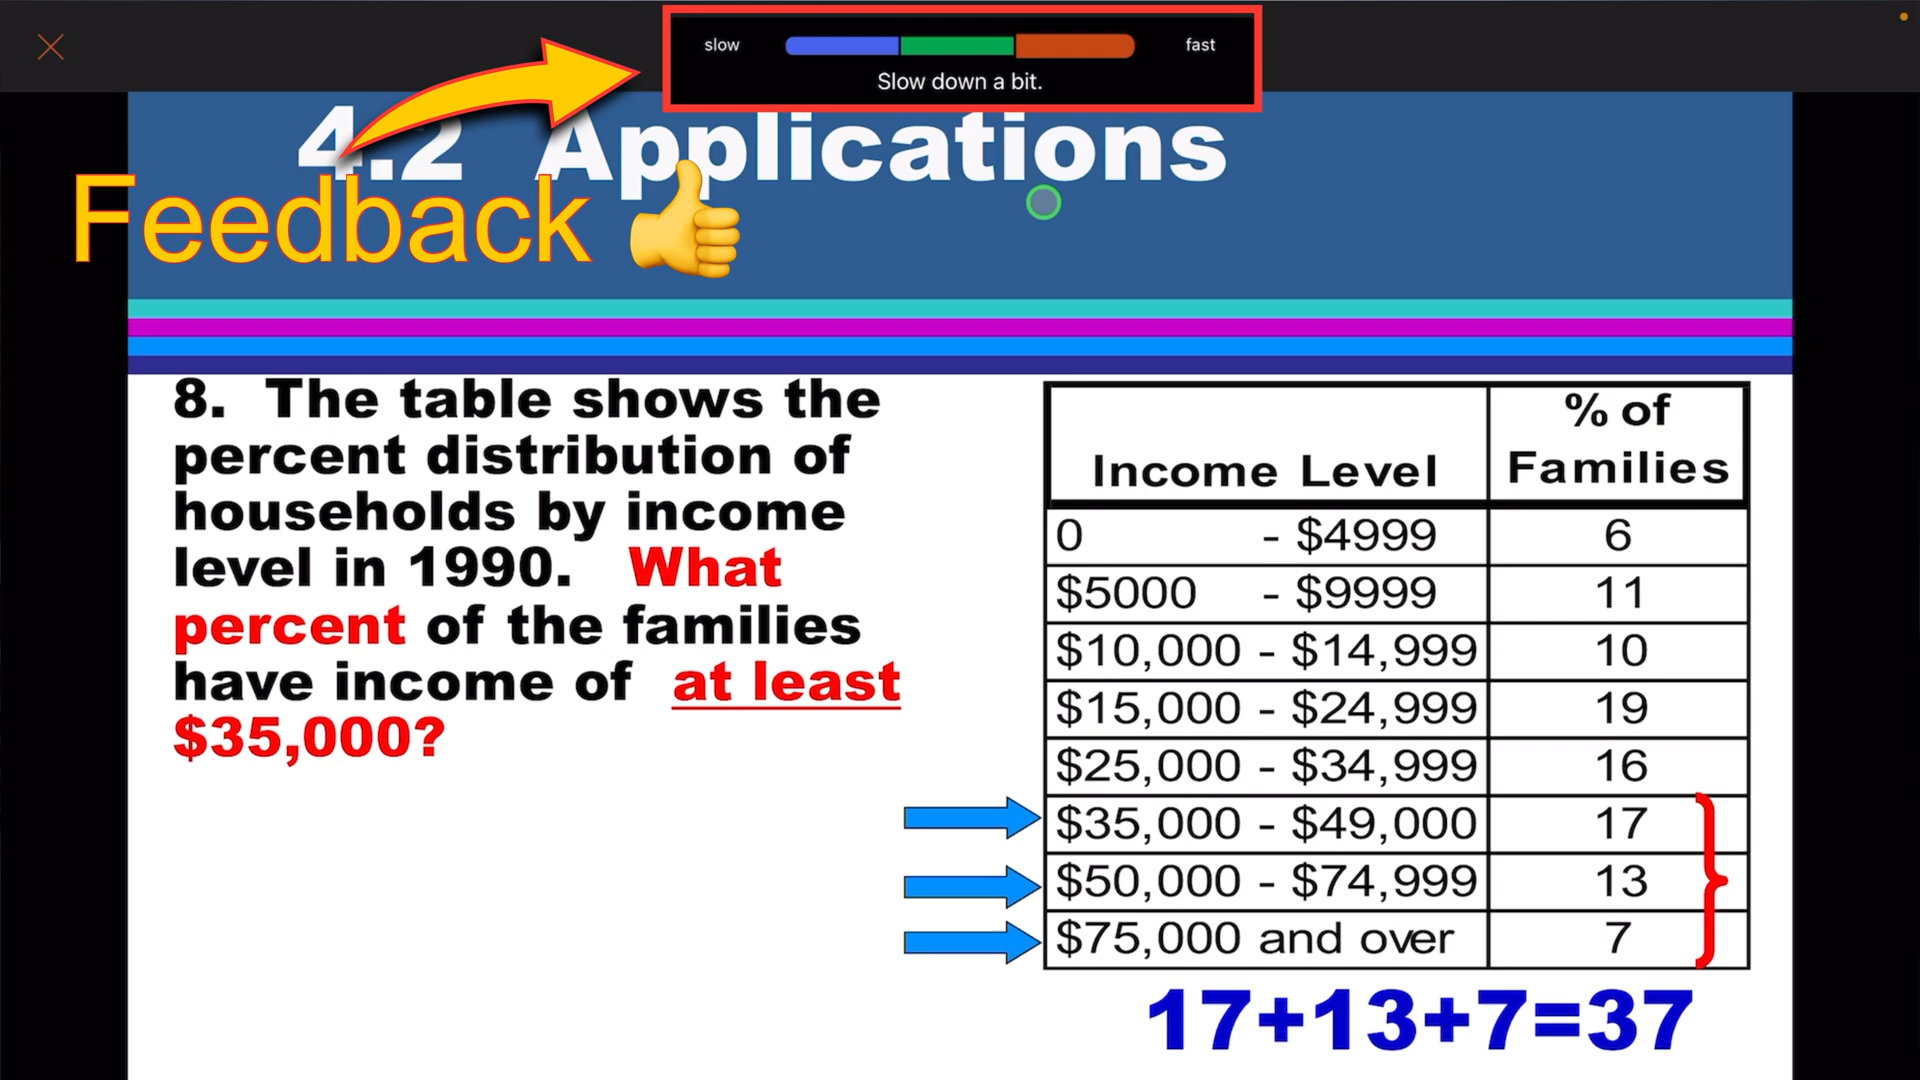 slow fast
Slow down a bit.
4.2 Applications
Feedback 👍
8. The table shows the
percent distribution of
households by income
level in 1990. What
percent of the families
have income of at least
$35,000?
Income Level % of Families
0 - $4999 6
$5000 - $9999 11
$10,000 - $14,999 10
$15,000 - $24,999 19
$25,000 - $34,999 16
$35,000 - $49,000 17
$50,000 - $74,999 13
$75,000 and over 7
17+13+7=37